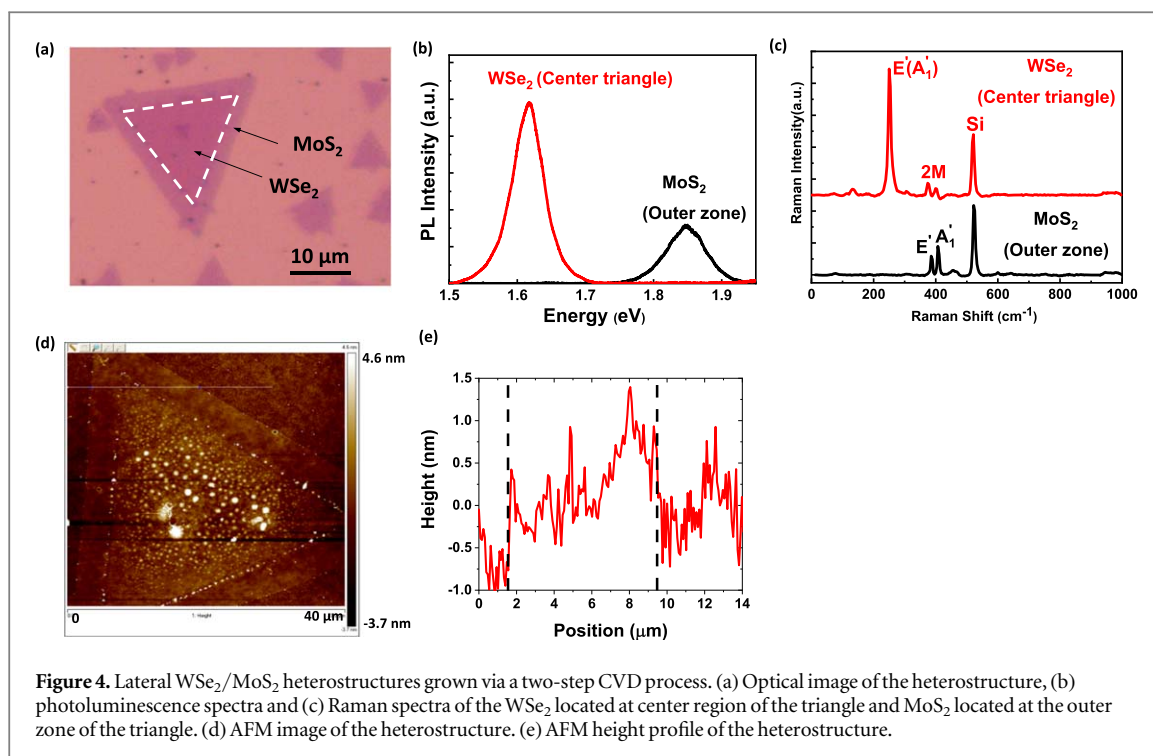 (a)
MoS₂
WSe₂
10 μm
(b)
WSe₂ (Center triangle)
MoS₂
(Outer zone)
PL Intensity (a.u.)
1.5 1.6 1.7 1.8 1.9
Energy (eV)
(c)
E'(A₁')
WSe₂
(Center triangle)
Si
2M
MoS₂
(Outer zone)
E' A₁'
Raman Intensity(a.u.)
0 200 400 600 800 1000
Raman Shift (cm⁻¹)
(d)
4.6 nm
0
1: Height
40 μm
-3.7 nm
(e)
1.5
1.0
0.5
0.0
-0.5
-1.0
Height (nm)
0 2 4 6 8 10 12 14
Position (μm)
Figure 4. Lateral WSe₂/MoS₂ heterostructures grown via a two-step CVD process. (a) Optical image of the heterostructure, (b)
photoluminescence spectra and (c) Raman spectra of the WSe₂ located at center region of the triangle and MoS₂ located at the outer
zone of the triangle. (d) AFM image of the heterostructure. (e) AFM height profile of the heterostructure.